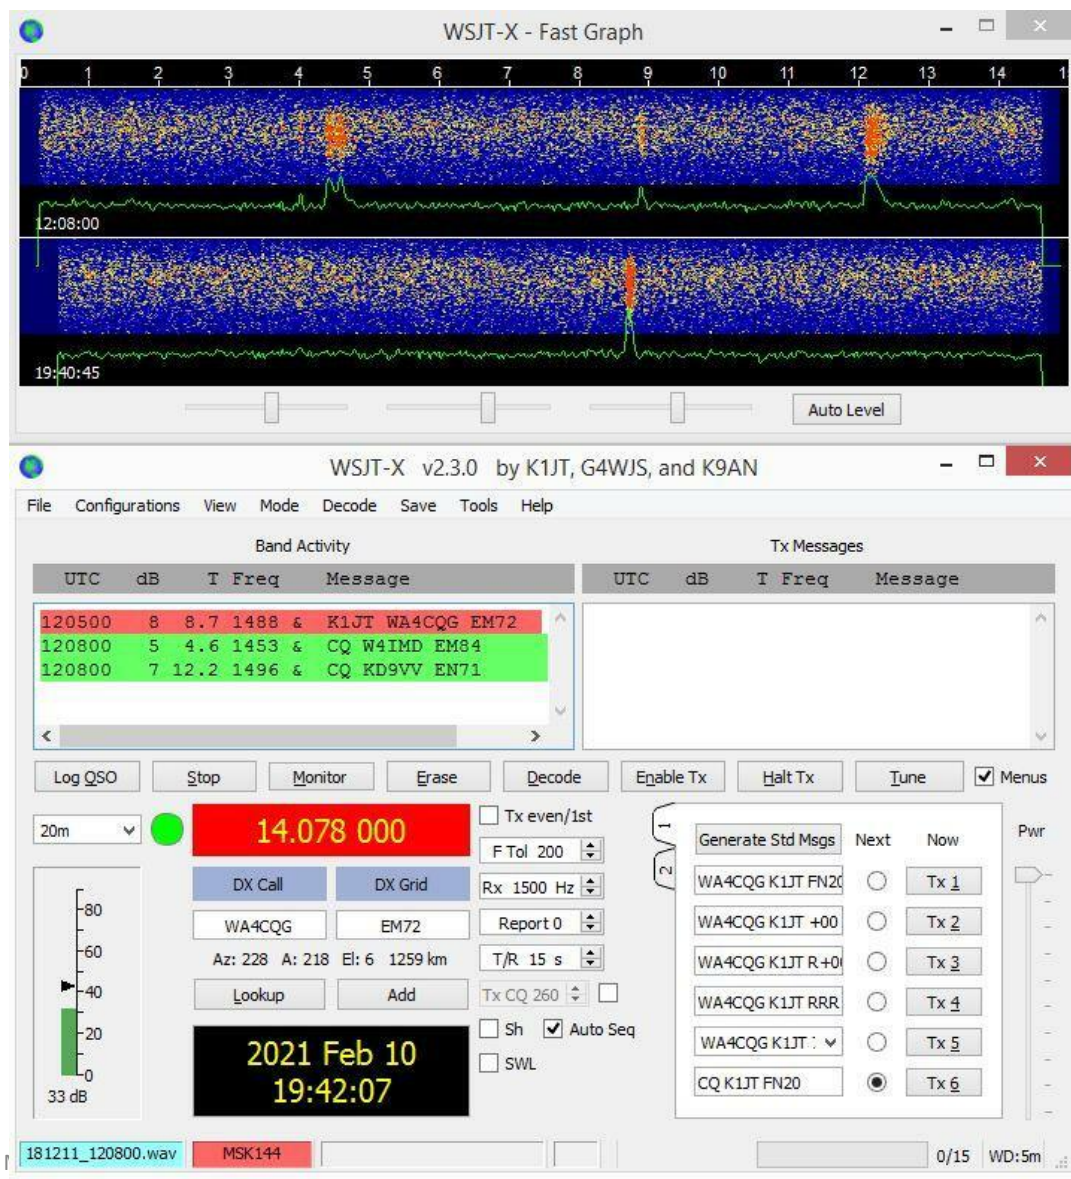 WSJT-X - Fast Graph
0 1 2 3 4 5 6 7 8 9 10 11 12 13 14 1
12:08:00
19:40:45
Auto Level
WSJT-X v2.3.0 by K1JT, G4WJS, and K9AN
File Configurations View Mode Decode Save Tools Help
Band Activity Tx Messages
UTC dB T Freq Message UTC dB T Freq Message
120500 8 8.7 1488 & K1JT WA4CQG EM72
120800 5 4.6 1453 & CQ W4IMD EM84
120800 7 12.2 1496 & CQ KD9VV EN71
Log QSO Stop Monitor Erase Decode Enable Tx Halt Tx Tune Menus
20m
14.078 000
Tx even/1st
F Tol 200
DX Call DX Grid
Rx 1500 Hz
WA4CQG EM72
Report 0
Az: 228 A: 218 El: 6 1259 km
T/R 15 s
Lookup Add
Tx CQ 260
Sh Auto Seq
SWL
2021 Feb 10
19:42:07
-80
-60
-40
-20
-0
33 dB
1
2
Generate Std Msgs Next Now
WA4CQG K1JT FN20 Tx 1
WA4CQG K1JT +00 Tx 2
WA4CQG K1JT R+00 Tx 3
WA4CQG K1JT RRR Tx 4
WA4CQG K1JT Tx 5
CQ K1JT FN20 Tx 6
Pwr
181211_120800.wav MSK144 0/15 WD:5m